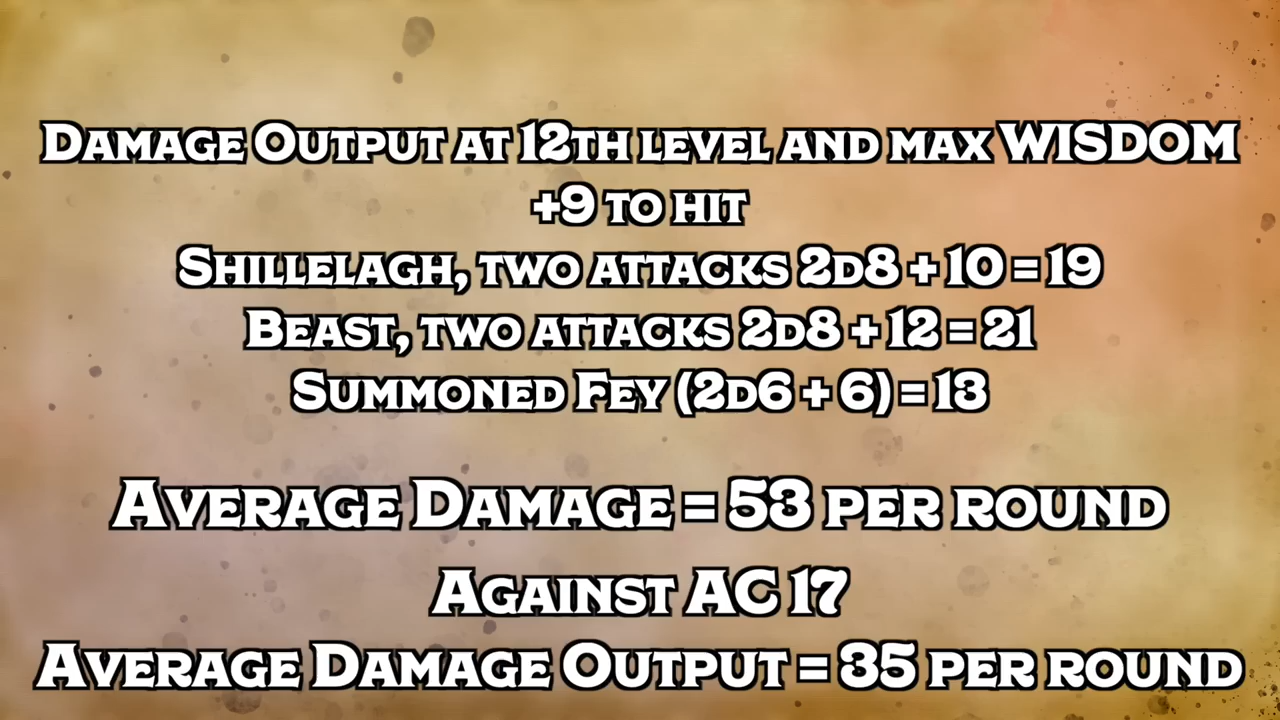 Damage Output at 12th level and max WISDOM
+9 to hit
Shillelagh, two attacks 2d8 + 10 = 19
Beast, two attacks 2d8 + 12 = 21
Summoned Fey (2d6 + 6) = 13
Average Damage = 53 per round
Against AC 17
Average Damage Output = 35 per round